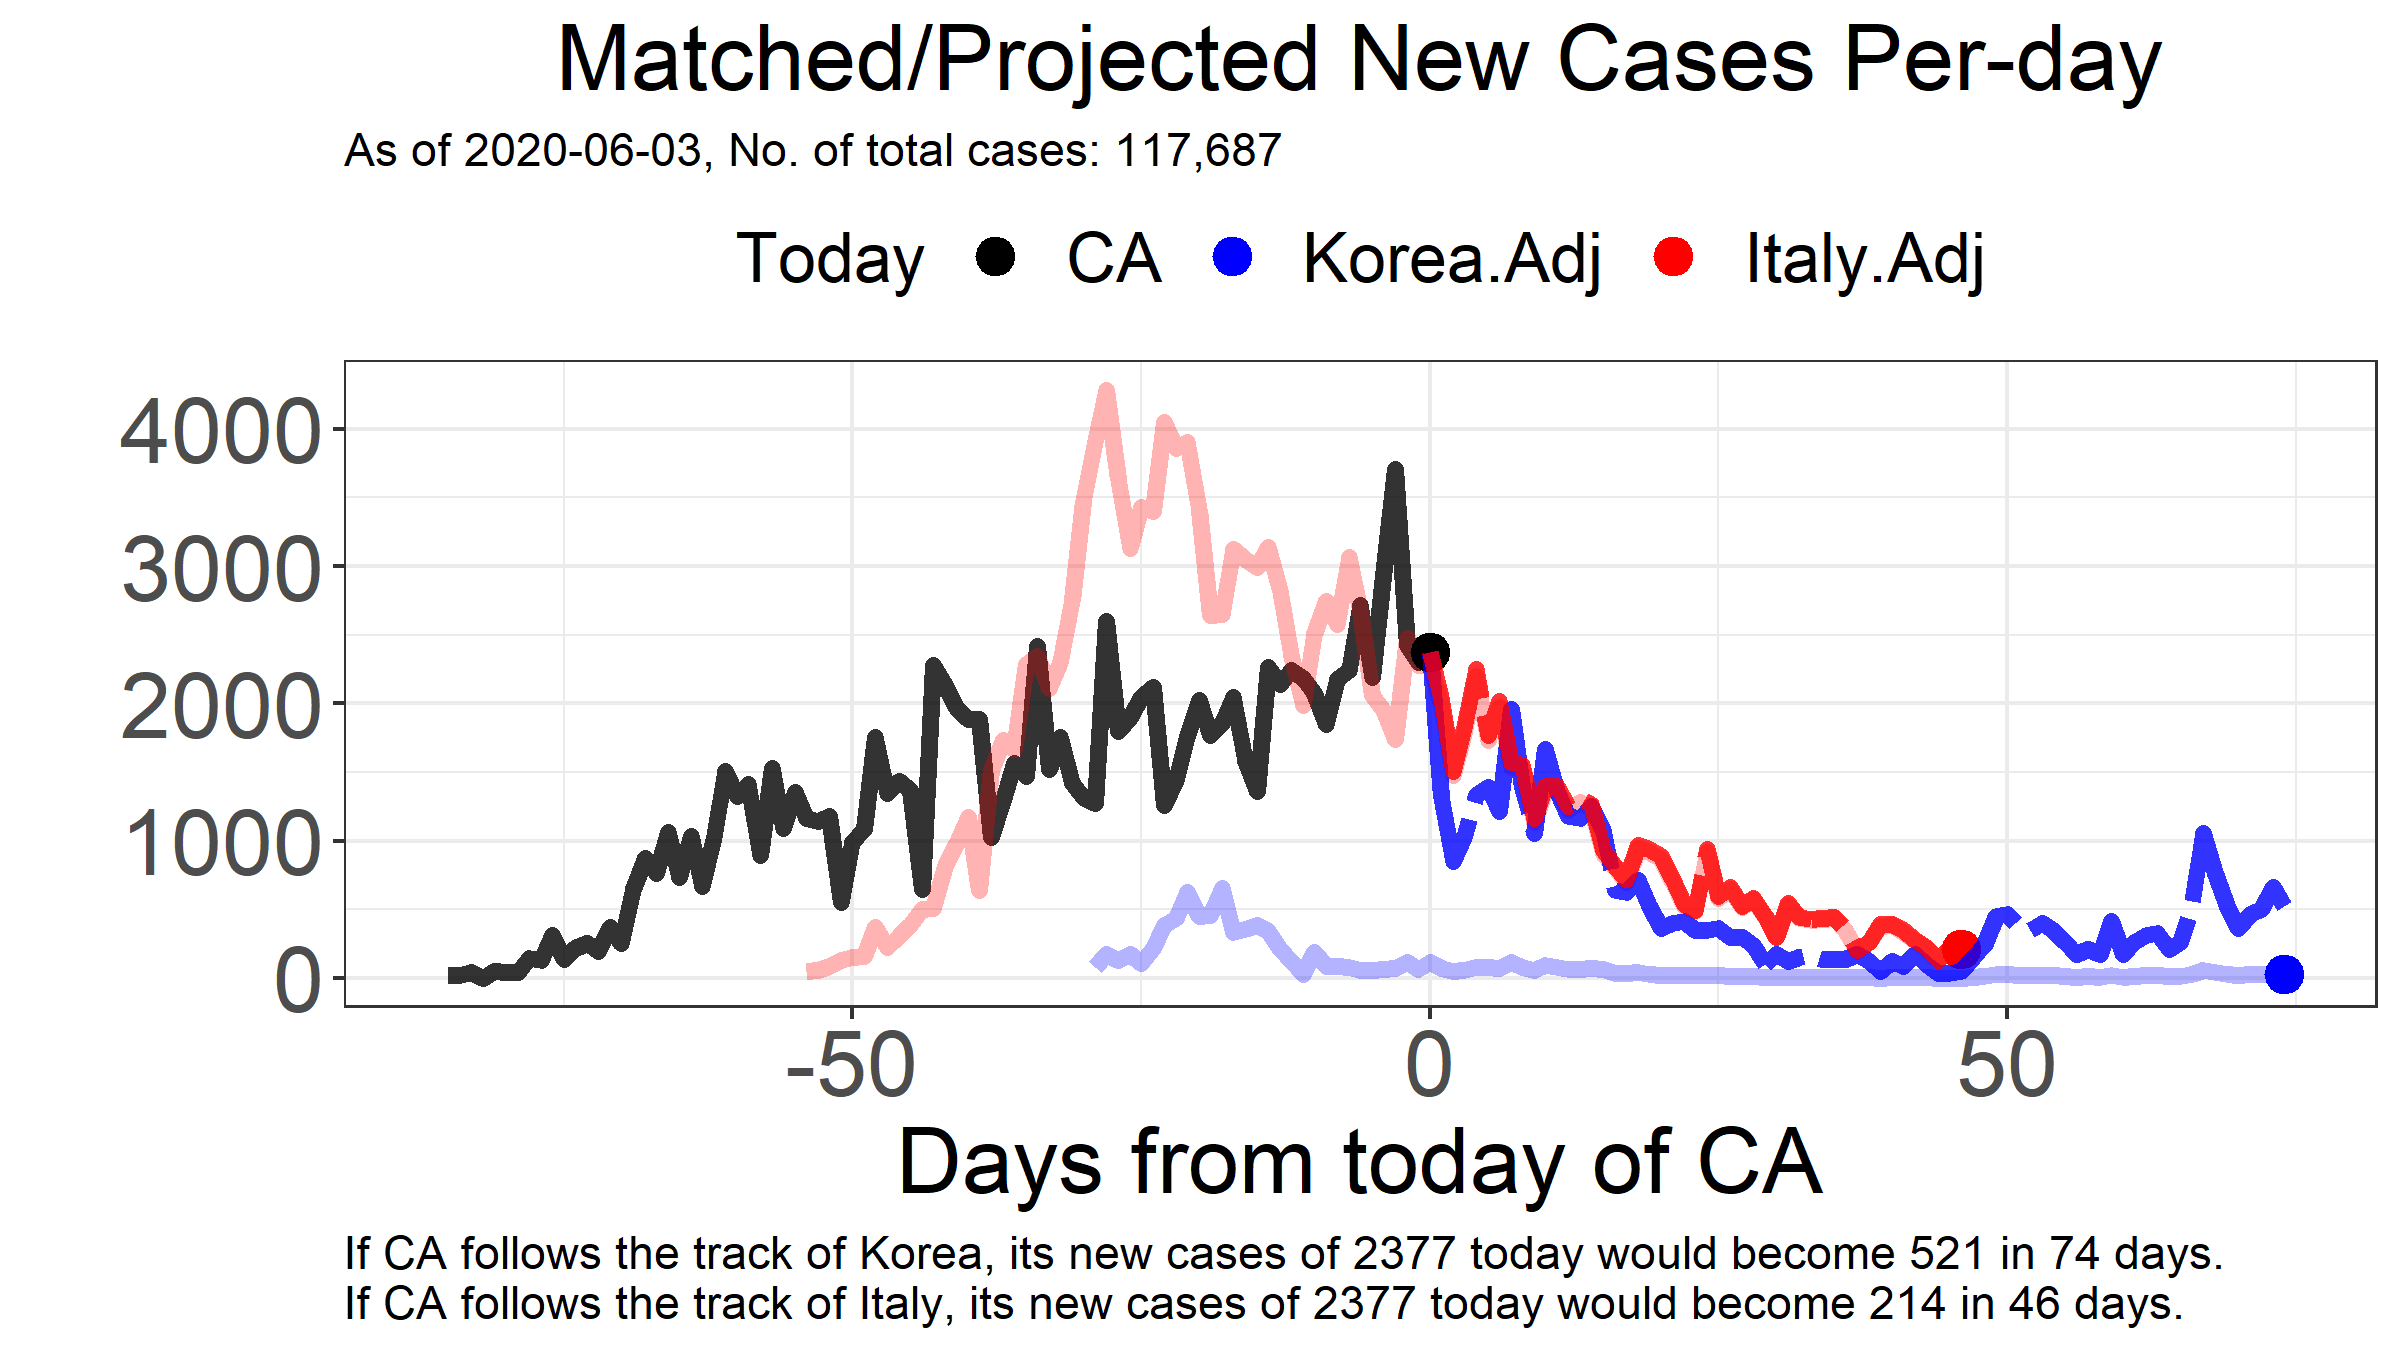 Matched/Projected New Cases Per-day
As of 2020-06-03, No. of total cases: 117,687
Today CA Korea.Adj Italy.Adj
4000
3000
2000
1000
0
-50 0 50
Days from today of CA
If CA follows the track of Korea, its new cases of 2377 today would become 521 in 74 days.
If CA follows the track of Italy, its new cases of 2377 today would become 214 in 46 days.